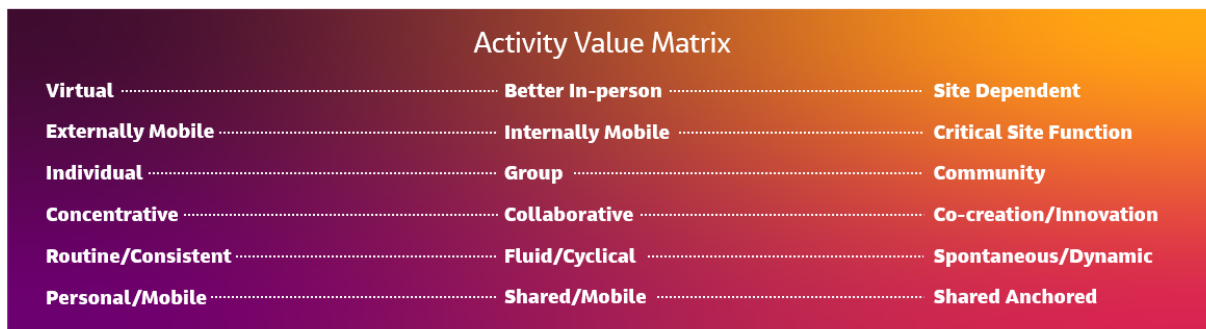 Activity Value Matrix
Virtual Better In-person Site Dependent
Externally Mobile Internally Mobile Critical Site Function
Individual Group Community
Concentrative Collaborative Co-creation/Innovation
Routine/Consistent Fluid/Cyclical Spontaneous/Dynamic
Personal/Mobile Shared/Mobile Shared Anchored